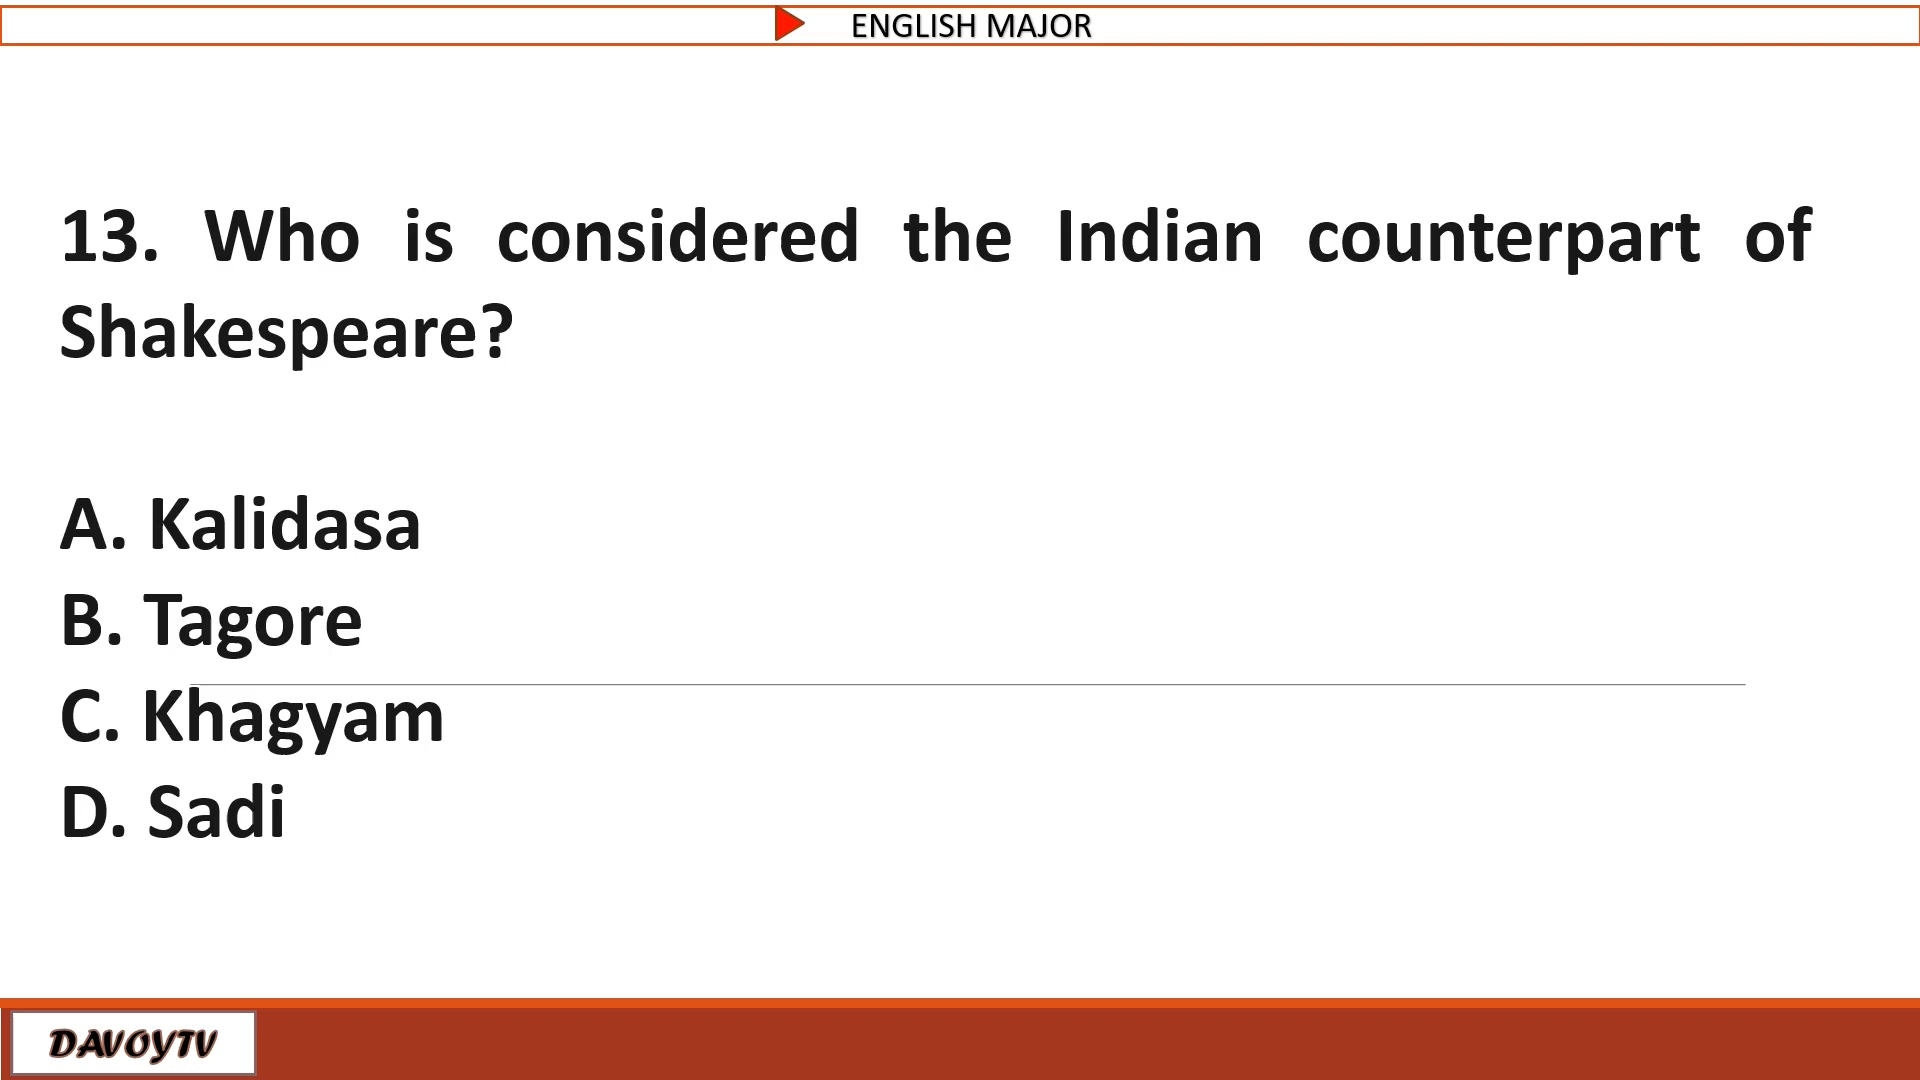 ENGLISH MAJOR
13. Who is considered the Indian counterpart of
Shakespeare?
A. Kalidasa
B. Tagore
C. Khagyam
D. Sadi
DAVOYTV